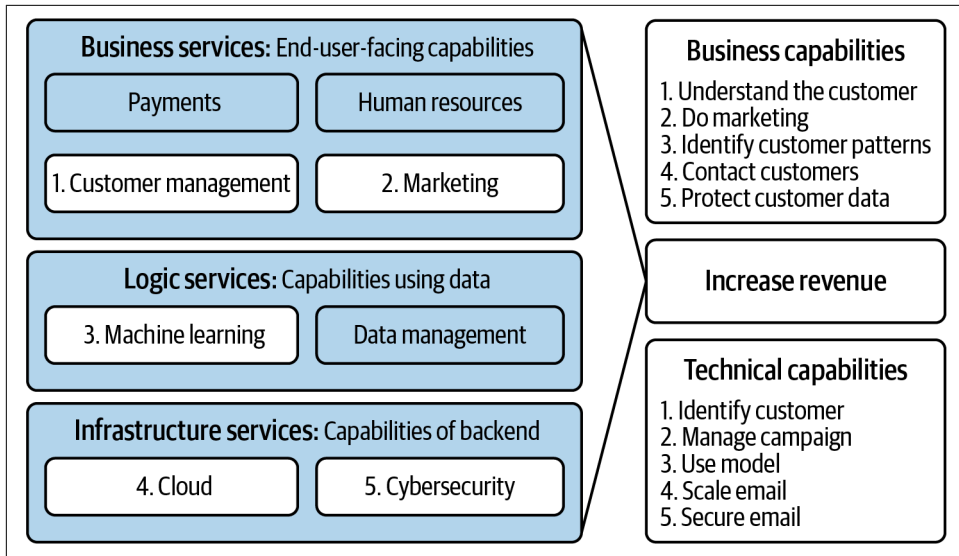 Business services: End-user-facing capabilities
Payments
Human resources
1. Customer management
2. Marketing
Logic services: Capabilities using data
3. Machine learning
Data management
Infrastructure services: Capabilities of backend
4. Cloud
5. Cybersecurity
Business capabilities
1. Understand the customer
2. Do marketing
3. Identify customer patterns
4. Contact customers
5. Protect customer data
Increase revenue
Technical capabilities
1. Identify customer
2. Manage campaign
3. Use model
4. Scale email
5. Secure email